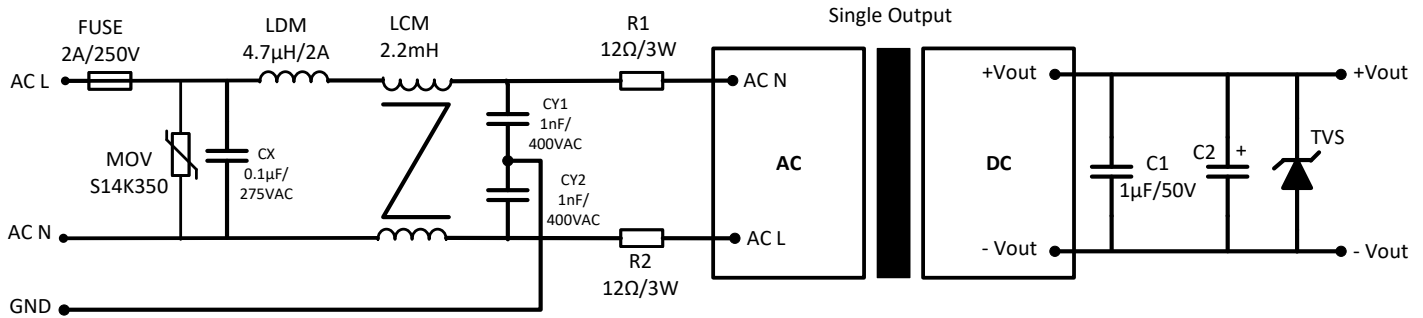 Single Output
FUSE
2A/250V
LDM
4.7µH/2A
LCM
2.2mH
R1
12Ω/3W
AC L
AC N
+Vout
+Vout
CY1
1nF/
400VAC
MOV
S14K350
CX
0.1µF/
275VAC
AC
DC
C1
1µF/50V
C2
+
TVS
CY2
1nF/
400VAC
AC N
AC L
- Vout
- Vout
R2
12Ω/3W
GND